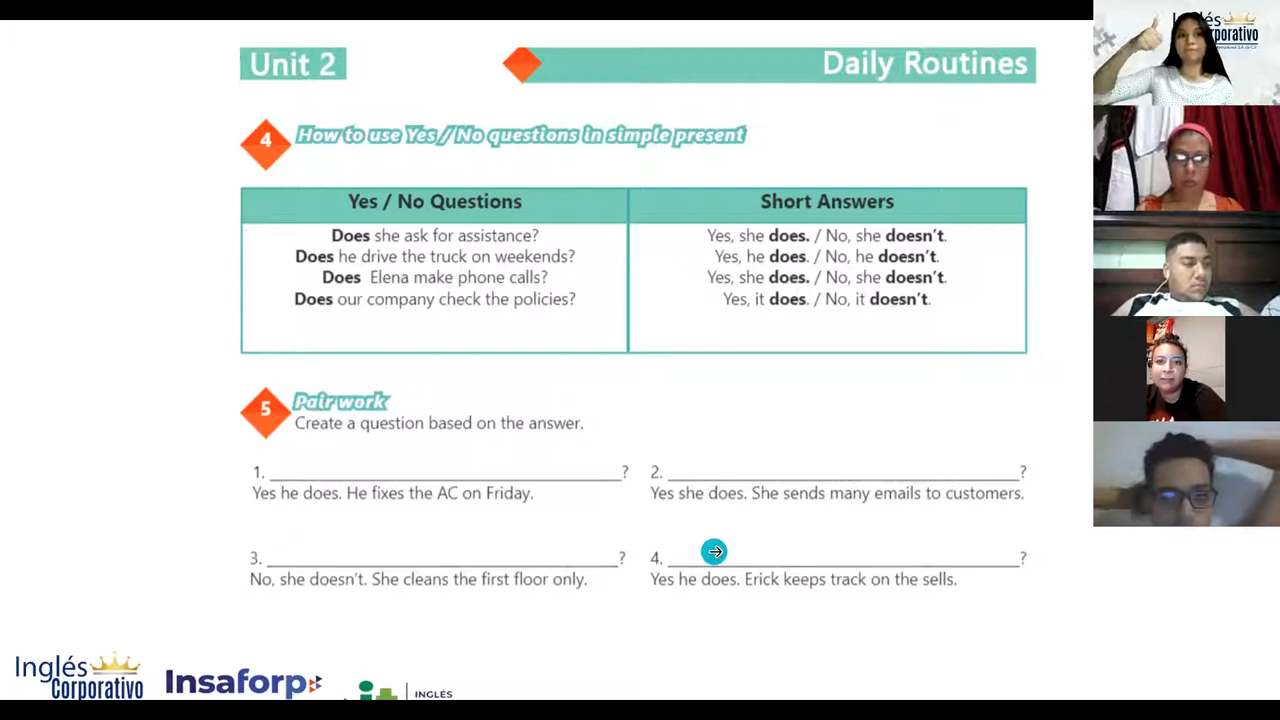 Unit 2
Daily Routines
4
How to use Yes / No questions in simple present
Yes / No Questions
Short Answers
Does she ask for assistance?
Yes, she does. / No, she doesn't.
Does he drive the truck on weekends?
Yes, he does. / No, he doesn't.
Does Elena make phone calls?
Yes, she does. / No, she doesn't.
Does our company check the policies?
Yes, it does. / No, it doesn't.
5
Pair work
Create a question based on the answer.
1. ______________________________?
2. ______________________________?
Yes he does. He fixes the AC on Friday.
Yes she does. She sends many emails to customers.
3. ______________________________?
4. ______________________________?
No, she doesn't. She cleans the first floor only.
Yes he does. Erick keeps track on the sells.
Inglés
Corporativo
Insaforp
INGLÉS